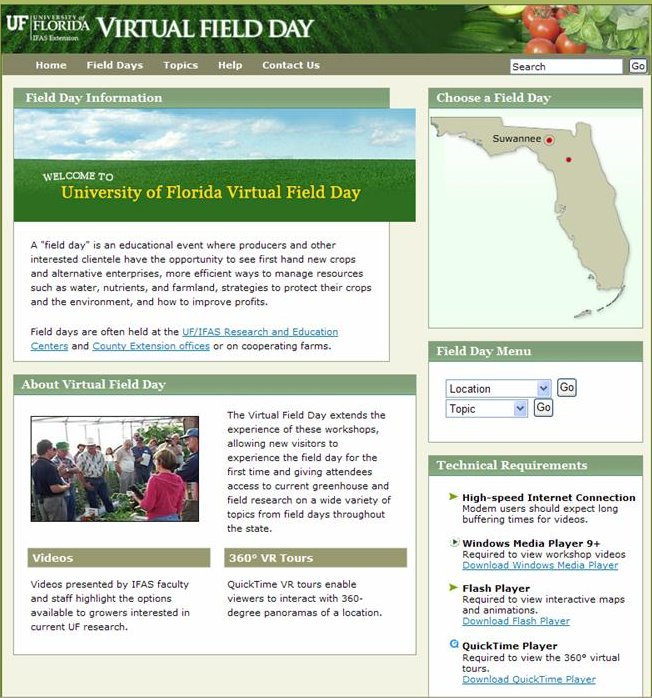 UF UNIVERSITY of FLORIDA
IFAS Extension
VIRTUAL FIELD DAY
Home Field Days Topics Help Contact Us
Search Go
Field Day Information
WELCOME TO
University of Florida Virtual Field Day
A "field day" is an educational event where producers and other
interested clientele have the opportunity to see first hand new crops
and alternative enterprises, more efficient ways to manage resources
such as water, nutrients, and farmland, strategies to protect their crops
and the environment, and how to improve profits.
Field days are often held at the UF/IFAS Research and Education
Centers and County Extension offices or on cooperating farms.
About Virtual Field Day
The Virtual Field Day extends the
experience of these workshops,
allowing new visitors to
experience the field day for the
first time and giving attendees
access to current greenhouse and
field research on a wide variety of
topics from field days throughout
the state.
Videos
Videos presented by IFAS faculty
and staff highlight the options
available to growers interested in
current UF research.
360° VR Tours
QuickTime VR tours enable
viewers to interact with 360-
degree panoramas of a location.
Choose a Field Day
Suwannee
Field Day Menu
Location Go
Topic Go
Technical Requirements
High-speed Internet Connection
Modem users should expect long
buffering times for videos.
Windows Media Player 9+
Required to view workshop videos
Download Windows Media Player
Flash Player
Required to view interactive maps
and animations.
Download Flash Player
QuickTime Player
Required to view the 360° virtual
tours.
Download QuickTime Player